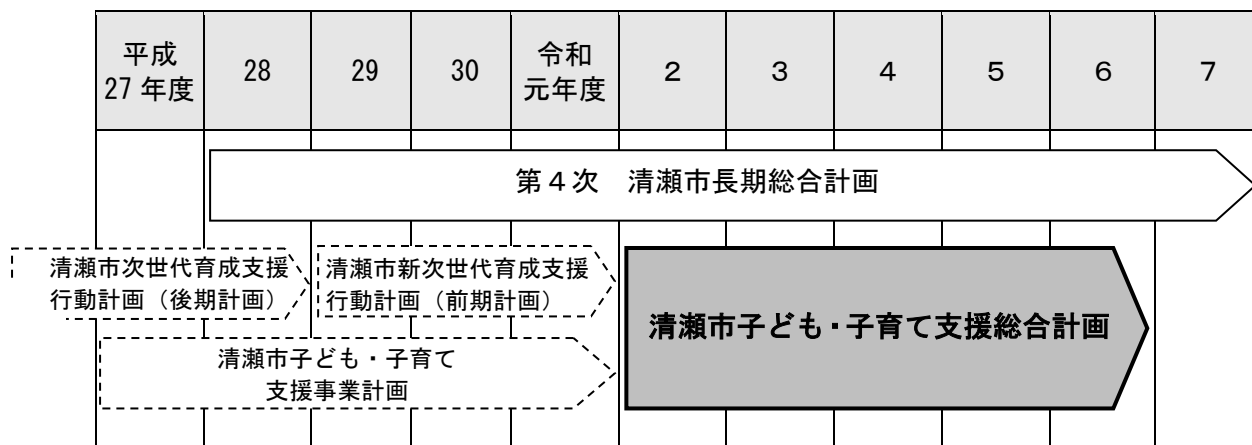 平成
27 年度
28
29
30
令和
元年度
2
3
4
5
6
7
第4次　清瀬市長期総合計画
清瀬市次世代育成支援
行動計画（後期計画）
清瀬市新次世代育成支援
行動計画（前期計画）
清瀬市子ども・子育て支援総合計画
清瀬市子ども・子育て
支援事業計画